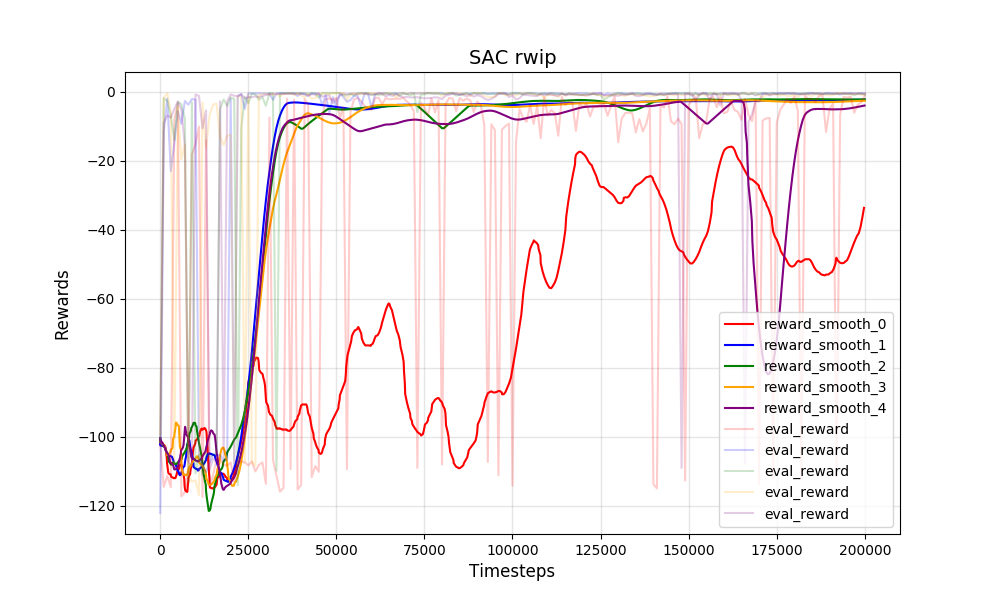 SAC rwip
Rewards
0
−20
−40
−60
−80
−100
−120
reward_smooth_0
reward_smooth_1
reward_smooth_2
reward_smooth_3
reward_smooth_4
eval_reward
eval_reward
eval_reward
eval_reward
eval_reward
0 25000 50000 75000 100000 125000 150000 175000 200000
Timesteps